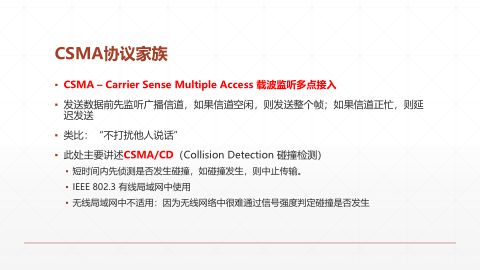 CSMA协议家族
CSMA – Carrier Sense Multiple Access 载波监听多点接入
发送数据前先监听广播信道，如果信道空闲，则发送整个帧；如果信道正忙，则延
迟发送
类比：“不打扰他人说话”
此处主要讲述CSMA/CD（Collision Detection 碰撞检测）
短时间内先侦测是否发生碰撞，如碰撞发生，则中止传输。
IEEE 802.3 有线局域网中使用
无线局域网中不适用：因为无线网络中很难通过信号强度判定碰撞是否发生